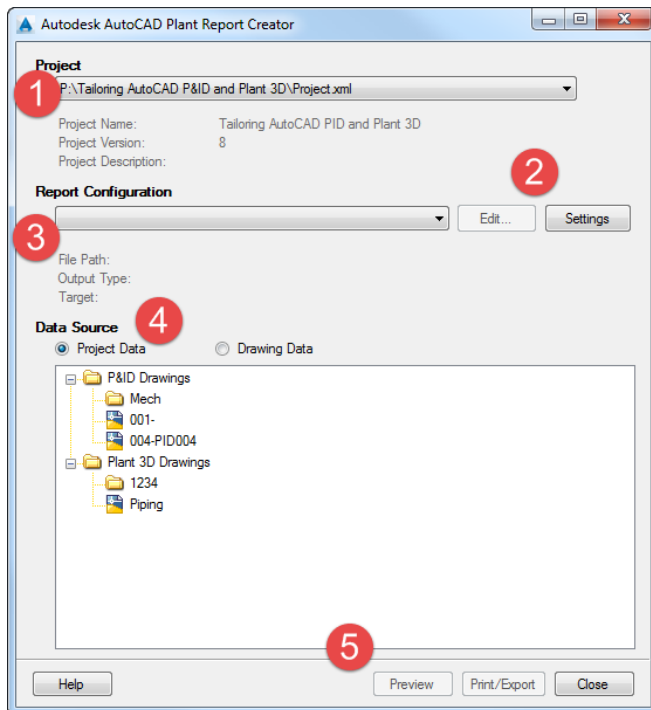 Autodesk AutoCAD Plant Report Creator
Project
1
P:\Tailoring AutoCAD P&ID and Plant 3D\Project.xml
Project Name: Tailoring AutoCAD PID and Plant 3D
Project Version: 8
Project Description:
2
Report Configuration
Edit... Settings
3
File Path:
Output Type:
Target:
4
Data Source
Project Data Drawing Data
P&ID Drawings
Mech
001-
004-PID004
Plant 3D Drawings
1234
Piping
5
Help Preview Print/Export Close